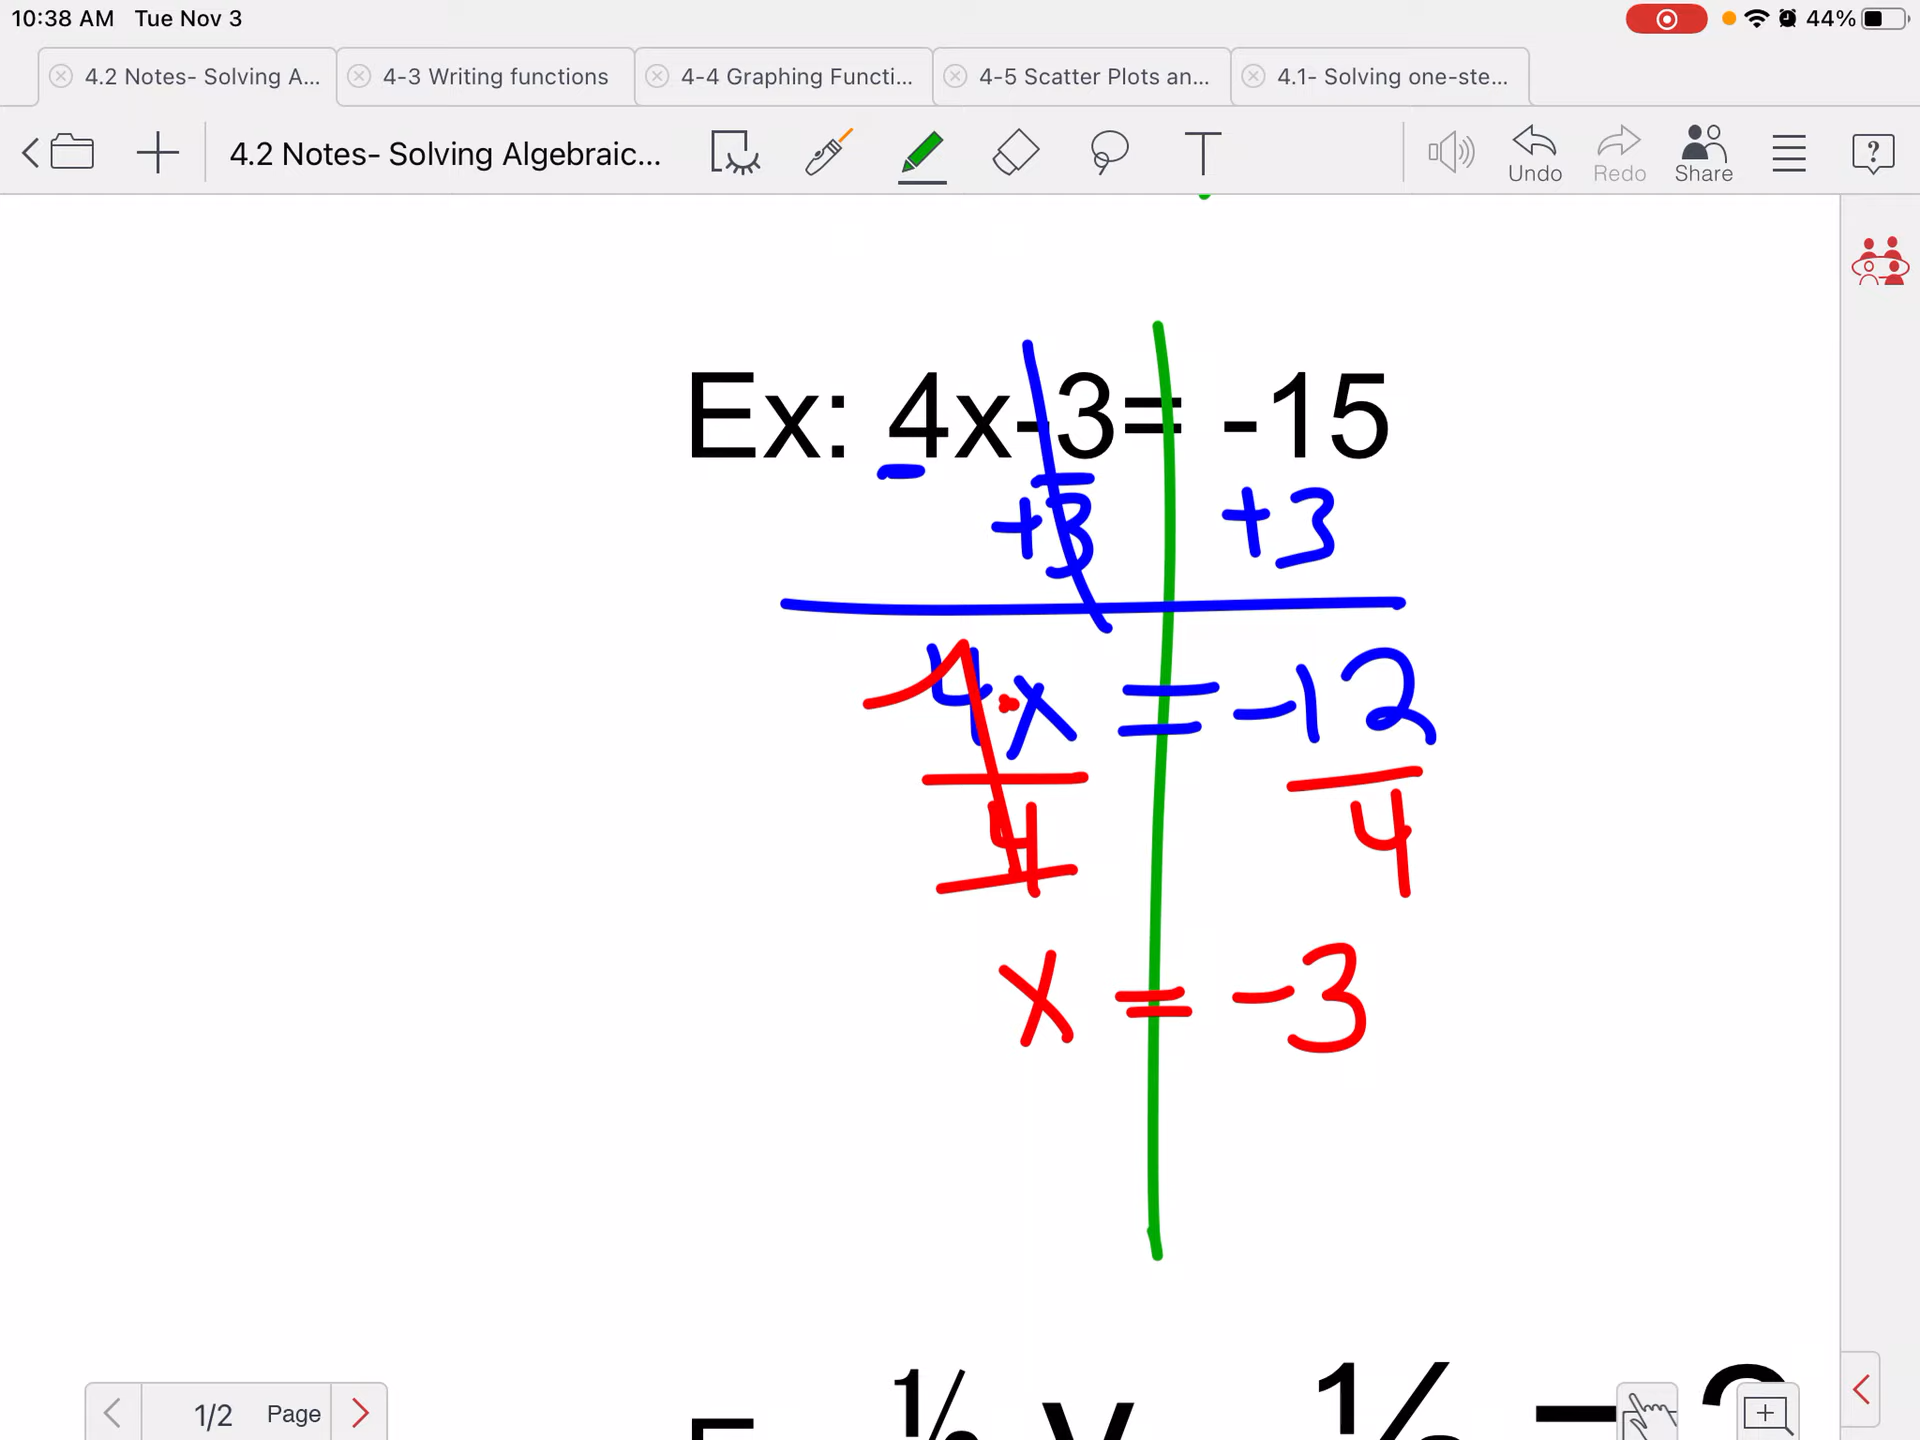 10:38 AM Tue Nov 3 44%
4.2 Notes- Solving A... 4-3 Writing functions 4-4 Graphing Functi... 4-5 Scatter Plots an... 4.1- Solving one-ste...
4.2 Notes- Solving Algebraic... T Undo Redo Share ?
Ex: 4x-3= -15
+3 +3
4·x = -12
4 4
x = -3
1/2 Page